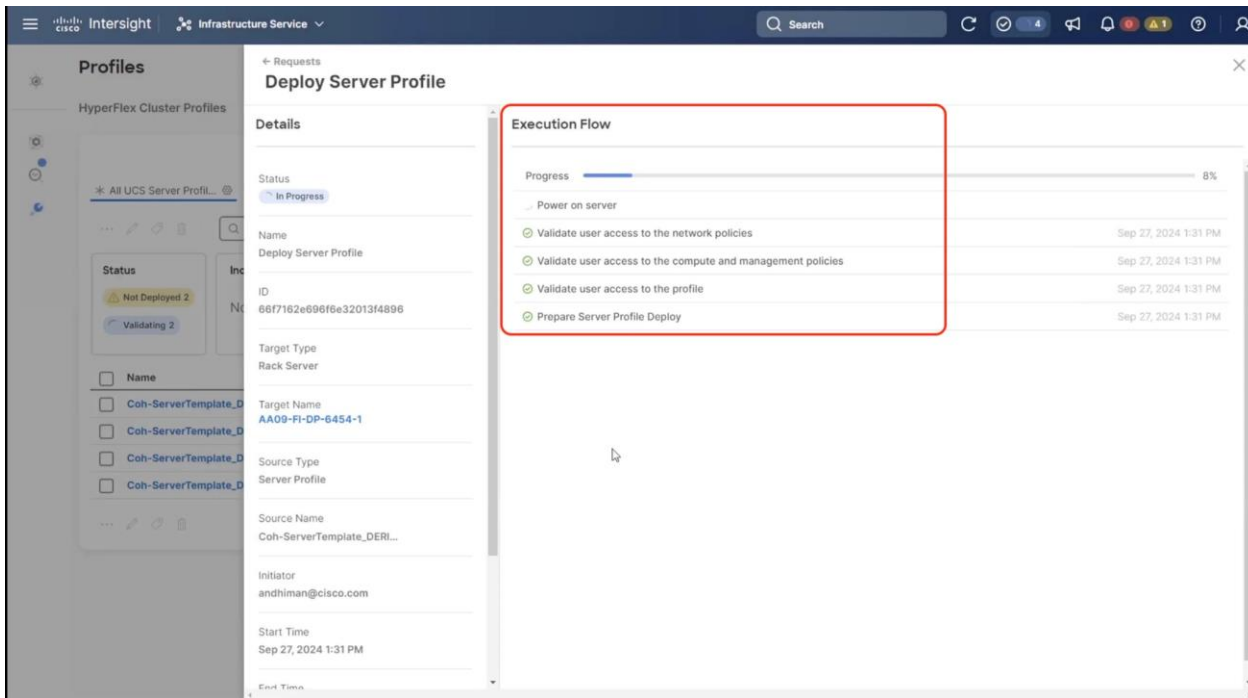 cisco Intersight
Infrastructure Service
Search
4
1
Profiles
HyperFlex Cluster Profiles
* All UCS Server Profil...
Status
Not Deployed 2
Validating 2
Name
Coh-ServerTemplate_D
Coh-ServerTemplate_D
Coh-ServerTemplate_D
Coh-ServerTemplate_D
← Requests
Deploy Server Profile
Details
Status
In Progress
Name
Deploy Server Profile
ID
66f7162e696f6e32013f4896
Target Type
Rack Server
Target Name
AA09-FI-DP-6454-1
Source Type
Server Profile
Source Name
Coh-ServerTemplate_DERI...
Initiator
andhiman@cisco.com
Start Time
Sep 27, 2024 1:31 PM
End Time
Execution Flow
Progress 8%
Power on server
Validate user access to the network policies Sep 27, 2024 1:31 PM
Validate user access to the compute and management policies Sep 27, 2024 1:31 PM
Validate user access to the profile Sep 27, 2024 1:31 PM
Prepare Server Profile Deploy Sep 27, 2024 1:31 PM